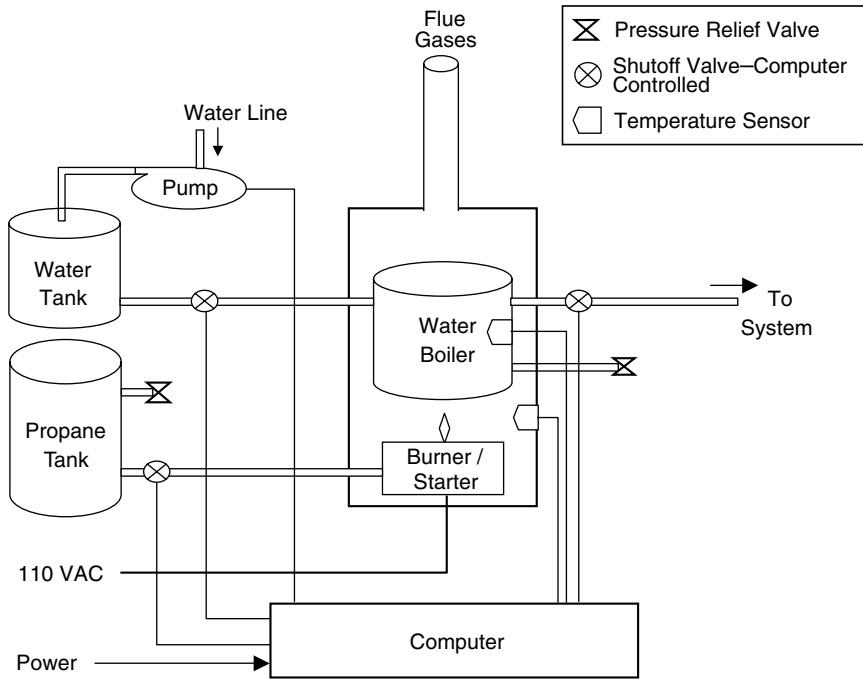 Flue
Gases
Pressure Relief Valve
Shutoff Valve–Computer
Controlled
Temperature Sensor
Water Line
Pump
Water
Tank
Water
Boiler
To
System
Propane
Tank
Burner /
Starter
110 VAC
Computer
Power